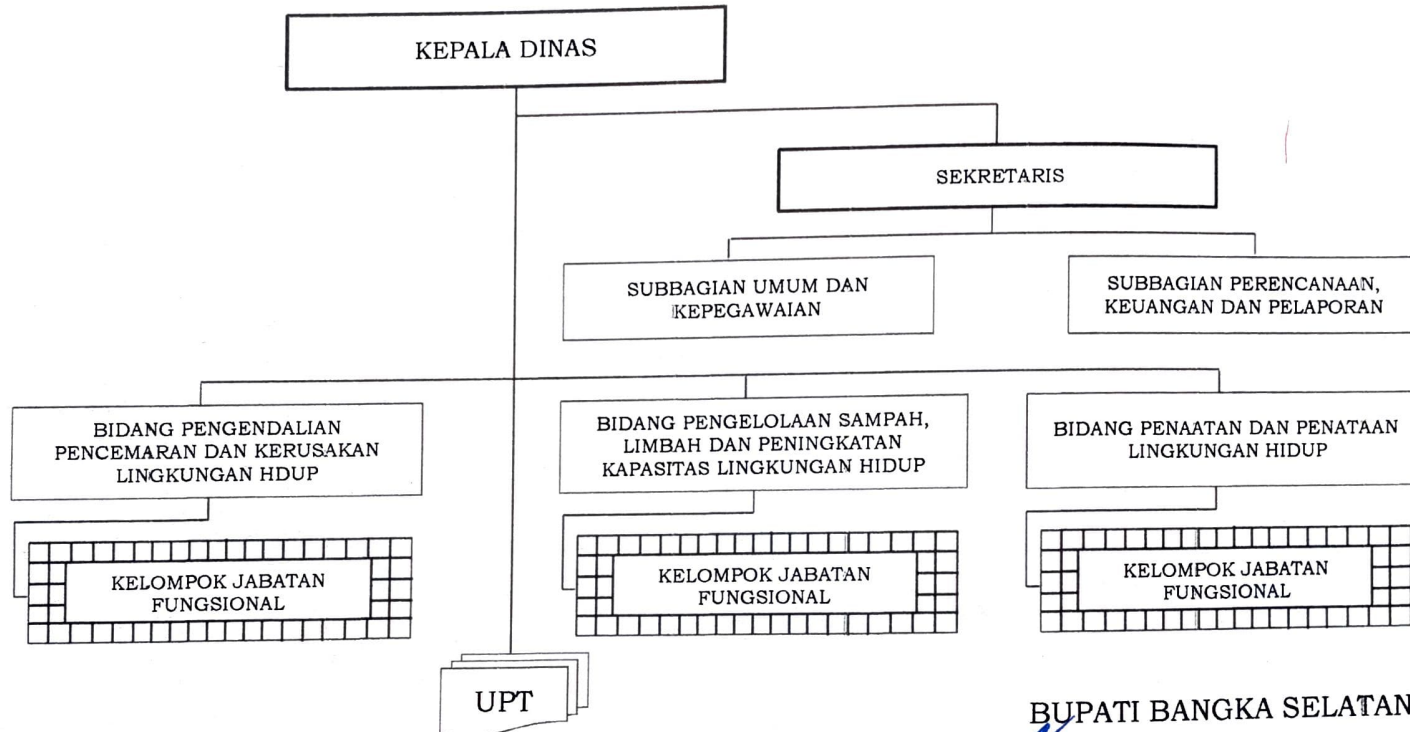 KEPALA DINAS
SEKRETARIS
SUBBAGIAN UMUM DAN
KEPEGAWAIAN
SUBBAGIAN PERENCANAAN,
KEUANGAN DAN PELAPORAN
BIDANG PENGENDALIAN
PENCEMARAN DAN KERUSAKAN
LINGKUNGAN HDUP
BIDANG PENGELOLAAN SAMPAH,
LIMBAH DAN PENINGKATAN
KAPASITAS LINGKUNGAN HIDUP
BIDANG PENAATAN DAN PENATAAN
LINGKUNGAN HIDUP
KELOMPOK JABATAN
FUNGSIONAL
KELOMPOK JABATAN
FUNGSIONAL
KELOMPOK JABATAN
FUNGSIONAL
UPT
BUPATI BANGKA SELATAN